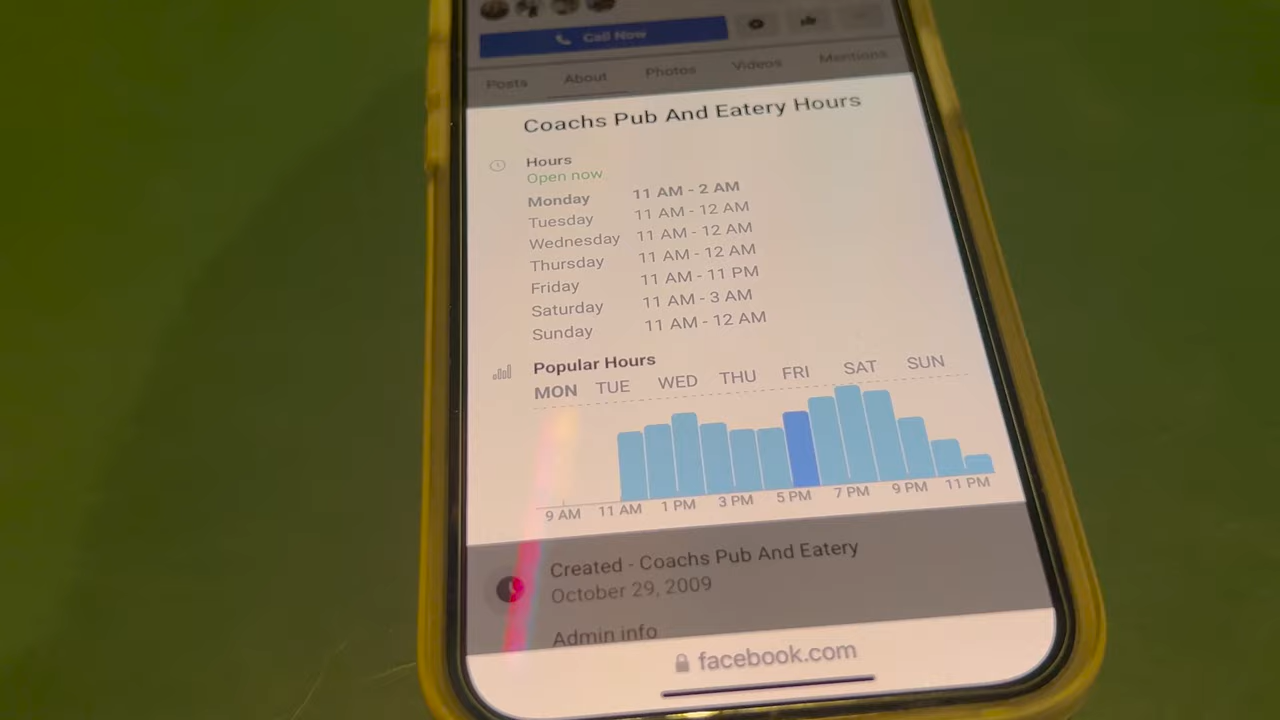 Call Now
Posts About Photos Videos Mentions
Coachs Pub And Eatery Hours
Hours
Open now
Monday 11 AM - 2 AM
Tuesday 11 AM - 12 AM
Wednesday 11 AM - 12 AM
Thursday 11 AM - 12 AM
Friday 11 AM - 11 PM
Saturday 11 AM - 3 AM
Sunday 11 AM - 12 AM
Popular Hours
MON TUE WED THU FRI SAT SUN
9 AM 11 AM 1 PM 3 PM 5 PM 7 PM 9 PM 11 PM
Created - Coachs Pub And Eatery
October 29, 2009
Admin info
facebook.com